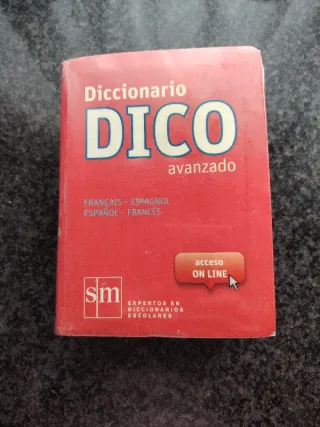 Diccionario
DICO
avanzado
FRANÇAIS - ESPAGNOL
ESPAÑOL - FRANCÉS
acceso
ON LINE
sm
EXPERTOS EN
DICCIONARIOS
ESCOLARES